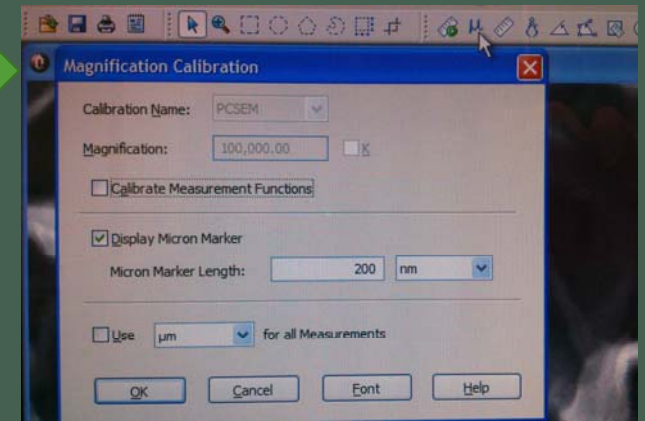 μ
Magnification Calibration
Calibration Name: PCSEM
Magnification: 100,000.00 K
Calibrate Measurement Functions
Display Micron Marker
Micron Marker Length: 200 nm
Use µm for all Measurements
OK Cancel Font Help